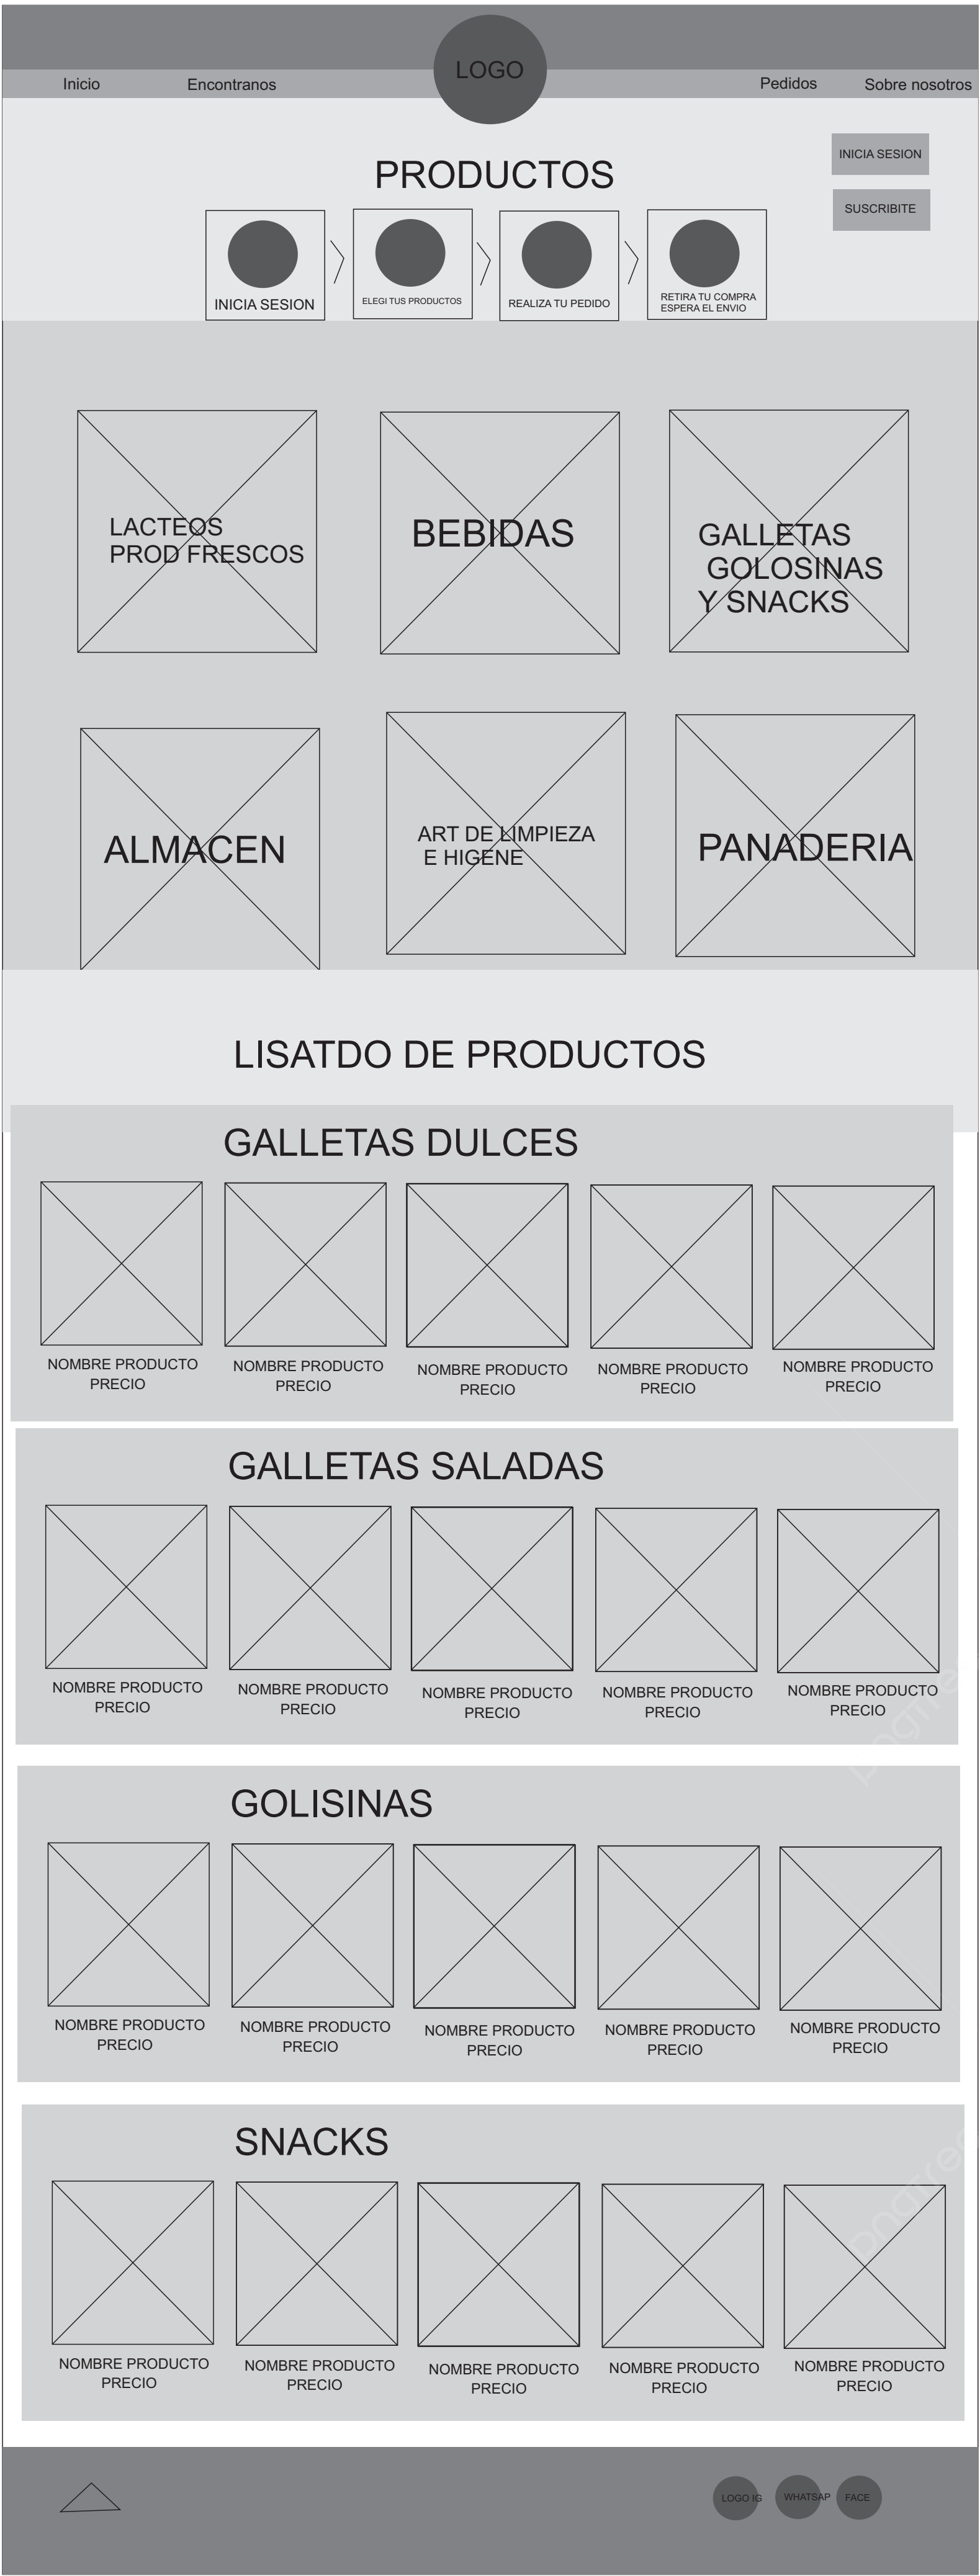 LOGO
Inicio
Encontranos
Pedidos
Sobre nosotros
INICIA SESION
SUSCRIBITE
PRODUCTOS
INICIA SESION
ELEGI TUS PRODUCTOS
REALIZA TU PEDIDO
RETIRA TU COMPRA
ESPERA EL ENVIO
LACTEOS
PROD FRESCOS
BEBIDAS
GALLETAS
GOLOSINAS
Y SNACKS
ALMACEN
ART DE LIMPIEZA
E HIGENE
PANADERIA
LISATDO DE PRODUCTOS
GALLETAS DULCES
NOMBRE PRODUCTO
PRECIO
NOMBRE PRODUCTO
PRECIO
NOMBRE PRODUCTO
PRECIO
NOMBRE PRODUCTO
PRECIO
NOMBRE PRODUCTO
PRECIO
GALLETAS SALADAS
NOMBRE PRODUCTO
PRECIO
NOMBRE PRODUCTO
PRECIO
NOMBRE PRODUCTO
PRECIO
NOMBRE PRODUCTO
PRECIO
NOMBRE PRODUCTO
PRECIO
pngtree
GOLISINAS
NOMBRE PRODUCTO
PRECIO
NOMBRE PRODUCTO
PRECIO
NOMBRE PRODUCTO
PRECIO
NOMBRE PRODUCTO
PRECIO
NOMBRE PRODUCTO
PRECIO
SNACKS
pngtree
NOMBRE PRODUCTO
PRECIO
NOMBRE PRODUCTO
PRECIO
NOMBRE PRODUCTO
PRECIO
NOMBRE PRODUCTO
PRECIO
NOMBRE PRODUCTO
PRECIO
LOGO IG
WHATSAP
FACE